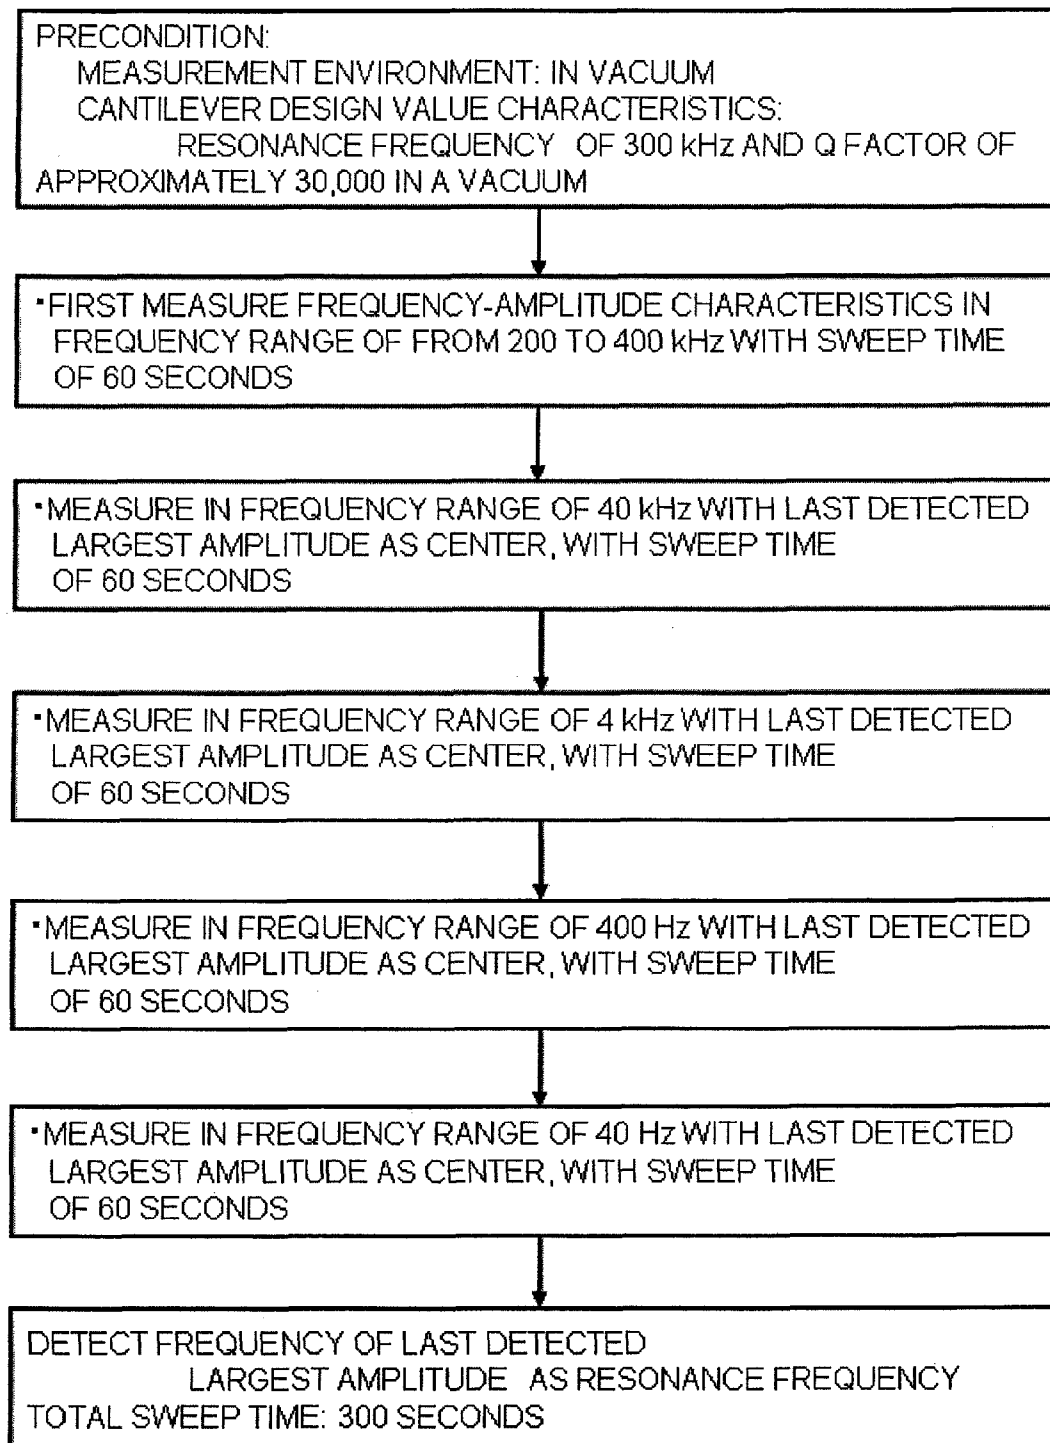 PRECONDITION:
MEASUREMENT ENVIRONMENT: IN VACUUM
CANTILEVER DESIGN VALUE CHARACTERISTICS:
RESONANCE FREQUENCY OF 300 kHz AND Q FACTOR OF
APPROXIMATELY 30,000 IN A VACUUM
▪FIRST MEASURE FREQUENCY-AMPLITUDE CHARACTERISTICS IN
FREQUENCY RANGE OF FROM 200 TO 400 kHz WITH SWEEP TIME
OF 60 SECONDS
▪MEASURE IN FREQUENCY RANGE OF 40 kHz WITH LAST DETECTED
LARGEST AMPLITUDE AS CENTER, WITH SWEEP TIME
OF 60 SECONDS
▪MEASURE IN FREQUENCY RANGE OF 4 kHz WITH LAST DETECTED
LARGEST AMPLITUDE AS CENTER, WITH SWEEP TIME
OF 60 SECONDS
▪MEASURE IN FREQUENCY RANGE OF 400 Hz WITH LAST DETECTED
LARGEST AMPLITUDE AS CENTER, WITH SWEEP TIME
OF 60 SECONDS
▪MEASURE IN FREQUENCY RANGE OF 40 Hz WITH LAST DETECTED
LARGEST AMPLITUDE AS CENTER, WITH SWEEP TIME
OF 60 SECONDS
DETECT FREQUENCY OF LAST DETECTED
LARGEST AMPLITUDE AS RESONANCE FREQUENCY
TOTAL SWEEP TIME: 300 SECONDS